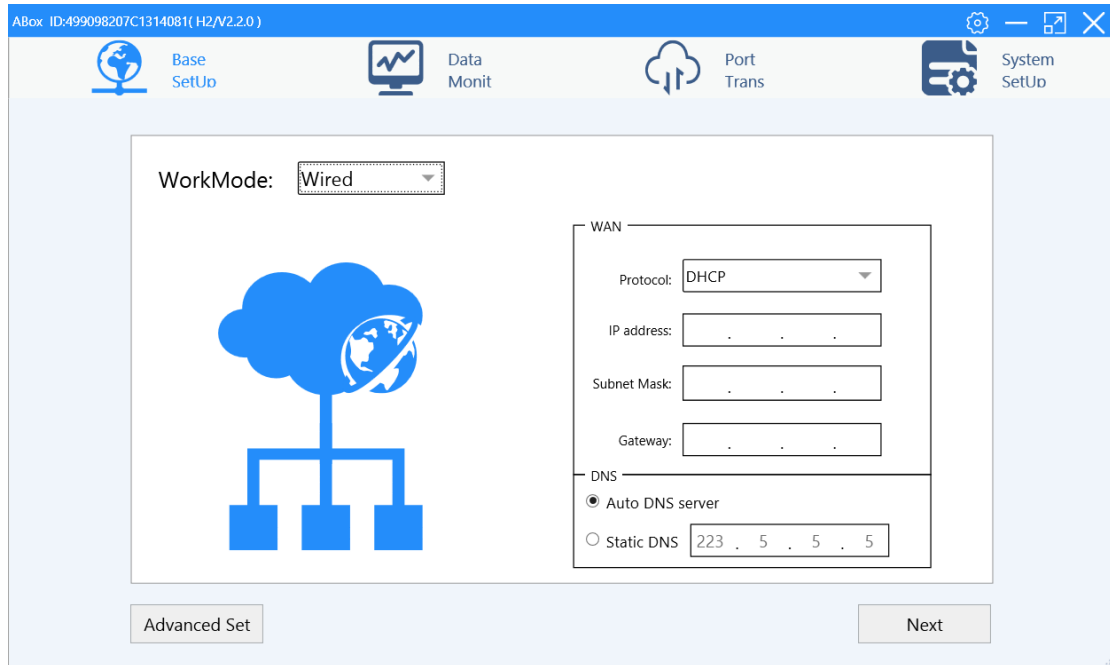 ABox ID:499098207C1314081( H2/V2.2.0 )
Base
SetUp
Data
Monit
Port
Trans
System
SetUp
WorkMode: Wired
WAN
Protocol: DHCP
IP address: . . .
Subnet Mask: . . .
Gateway: . . .
DNS
Auto DNS server
Static DNS 223 . 5 . 5 . 5
Advanced Set
Next